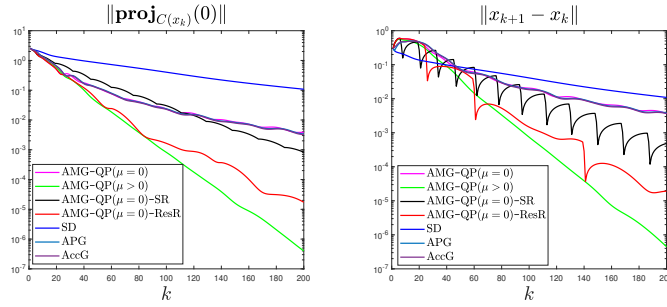 ‖proj_{C(x_k)}(0)‖
10^1
10^0
10^-1
10^-2
10^-3
10^-4
10^-5
10^-6
10^-7
AMG-QP(μ = 0)
AMG-QP(μ > 0)
AMG-QP(μ = 0)-SR
AMG-QP(μ = 0)-ResR
SD
APG
AccG
0 20 40 60 80 100 120 140 160 180 200
k
‖x_{k+1} − x_k‖
10^1
10^0
10^-1
10^-2
10^-3
10^-4
10^-5
10^-6
10^-7
AMG-QP(μ = 0)
AMG-QP(μ > 0)
AMG-QP(μ = 0)-SR
AMG-QP(μ = 0)-ResR
SD
APG
AccG
0 20 40 60 80 100 120 140 160 180 200
k